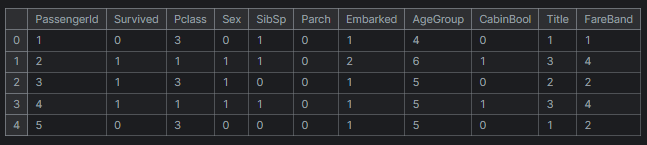 PassengerId Survived Pclass Sex SibSp Parch Embarked AgeGroup CabinBool Title FareBand
0 1 0 3 0 1 0 1 4 0 1 1
1 2 1 1 1 1 0 2 6 1 3 4
2 3 1 3 1 0 0 1 5 0 2 2
3 4 1 1 1 1 0 1 5 1 3 4
4 5 0 3 0 0 0 1 5 0 1 2